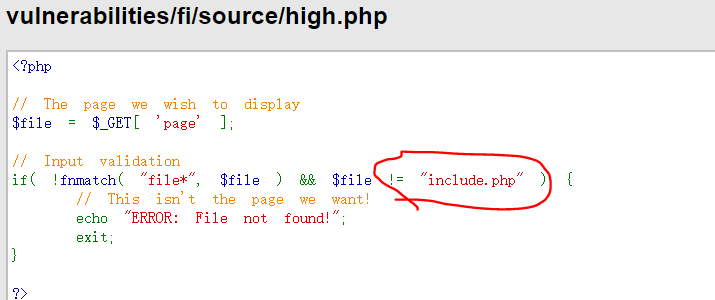 vulnerabilities/fi/source/high.php
<?php
// The page we wish to display
$file = $_GET[ 'page' ];
// Input validation
if( !fnmatch( "file*", $file ) && $file != "include.php" ) {
// This isn't the page we want!
echo "ERROR: File not found!";
exit;
}
?>